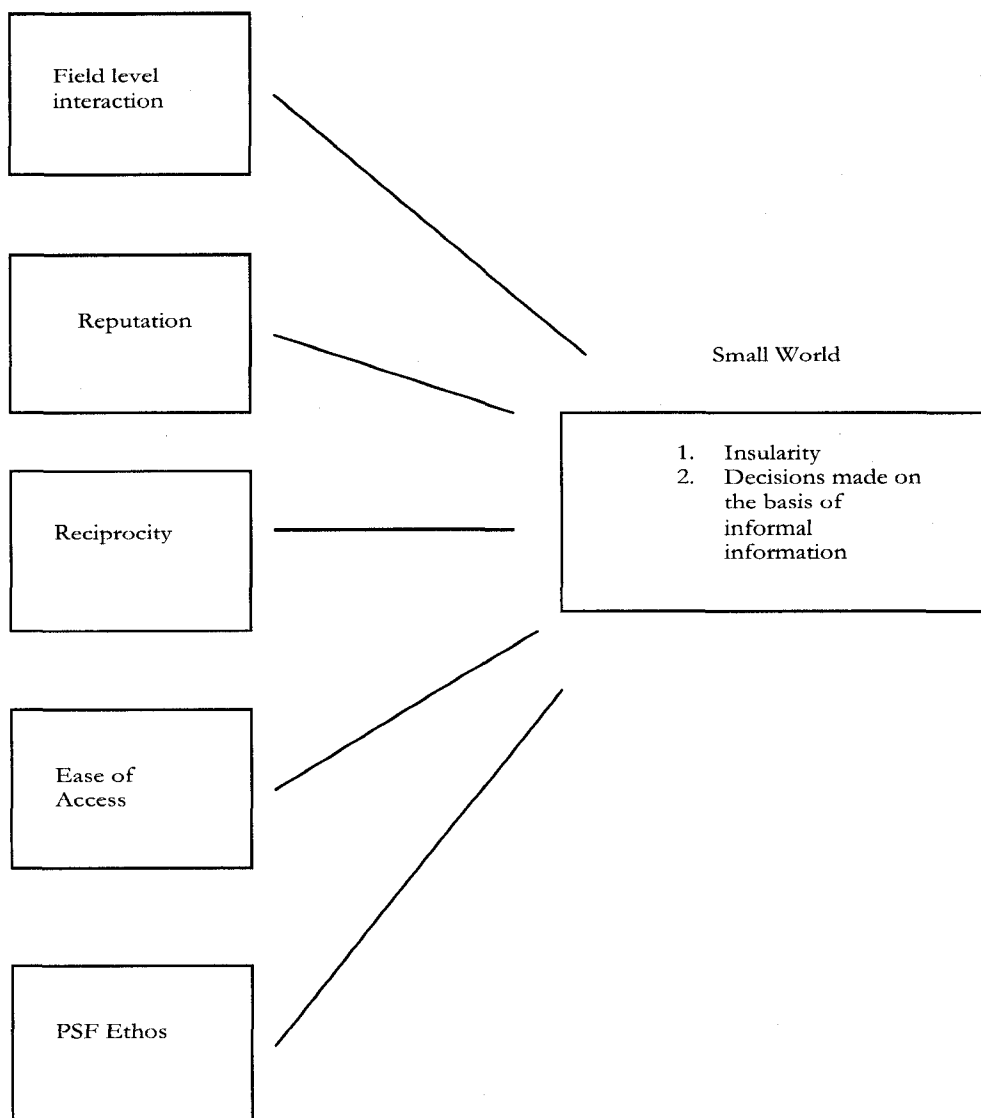 Field level
interaction
Reputation
Reciprocity
Ease of
Access
PSF Ethos
Small World
1. Insularity
2. Decisions made on
the basis of
informal
information